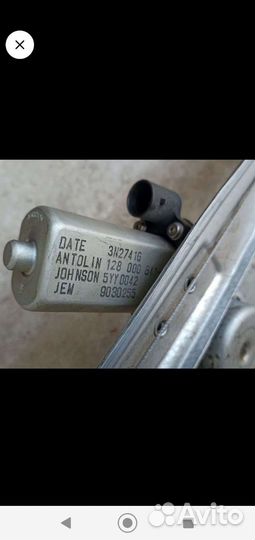 DATE 3N27416
ANTOLIN 128 000
JOHNSON 5YY0042
JEM 9030255
Avito